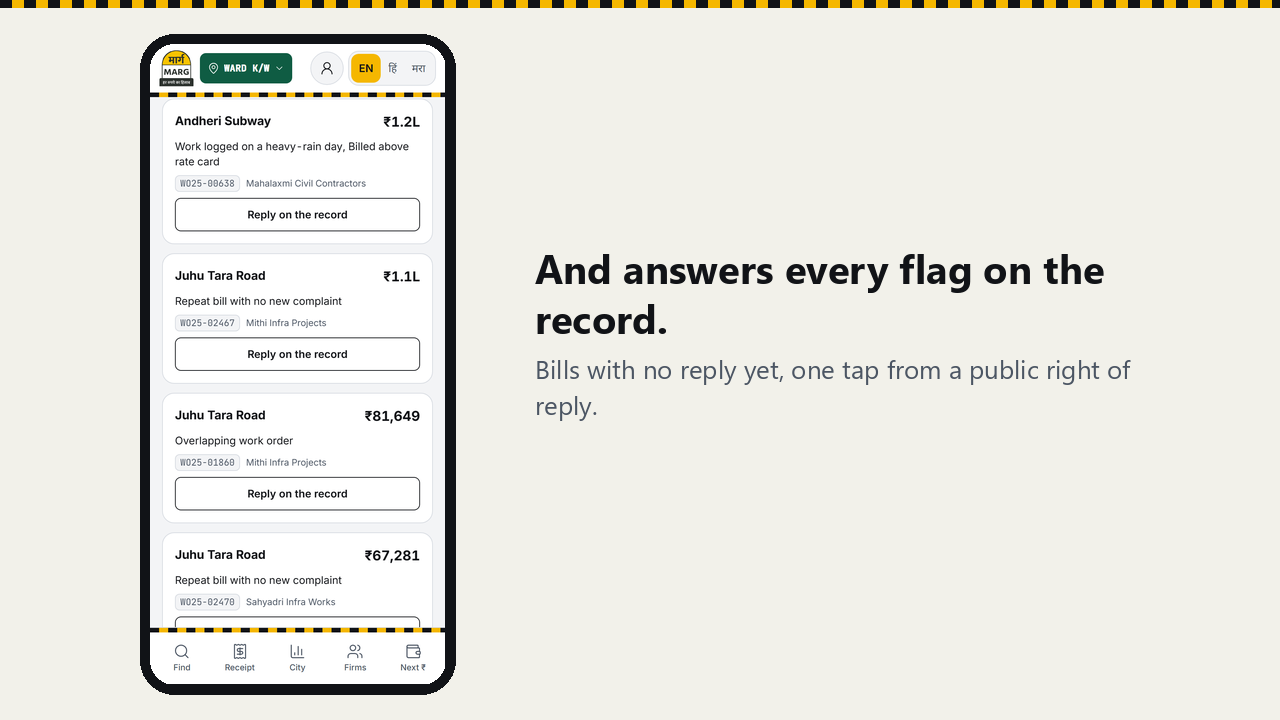 मार्ग
MARG
WARD K/W
EN
हिं
मरा
Andheri Subway
₹1.2L
Work logged on a heavy-rain day, Billed above
rate card
WO25-00638
Mahalaxmi Civil Contractors
Reply on the record
Juhu Tara Road
₹1.1L
Repeat bill with no new complaint
WO25-02467
Mithi Infra Projects
Reply on the record
Juhu Tara Road
₹81,649
Overlapping work order
WO25-01860
Mithi Infra Projects
Reply on the record
Juhu Tara Road
₹67,281
Repeat bill with no new complaint
WO25-02470
Sahyadri Infra Works
Find
Receipt
City
Firms
Next ₹
And answers every flag on the
record.
Bills with no reply yet, one tap from a public right of
reply.